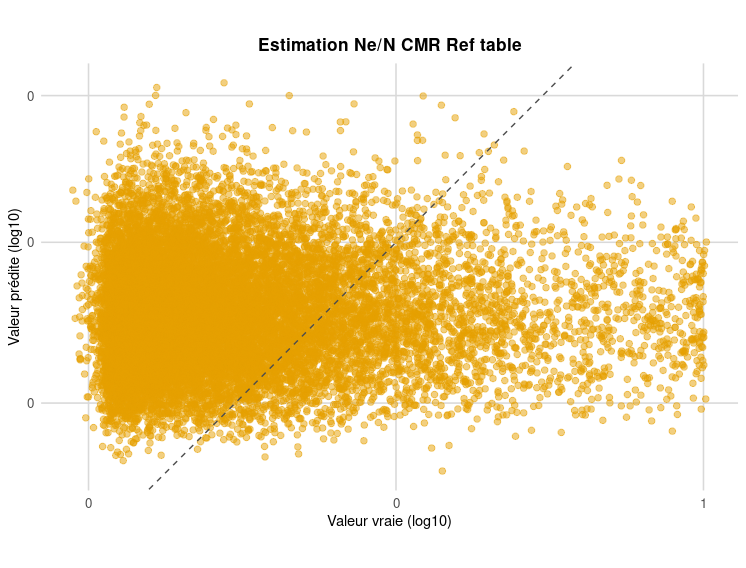 Estimation Ne/N CMR Ref table
0
0
0
Valeur prédite (log10)
0
0
1
Valeur vraie (log10)